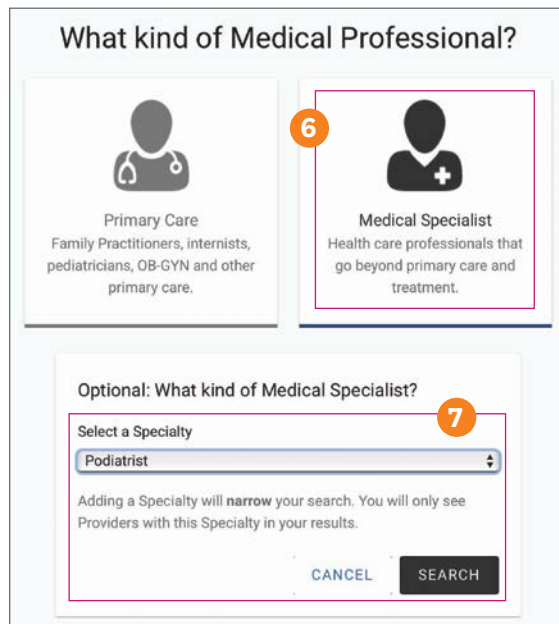 What kind of Medical Professional?
6
Primary Care
Family Practitioners, internists,
pediatricians, OB-GYN and other
primary care.
Medical Specialist
Health care professionals that
go beyond primary care and
treatment.
Optional: What kind of Medical Specialist?
7
Select a Specialty
Podiatrist
Adding a Specialty will narrow your search. You will only see
Providers with this Specialty in your results.
CANCEL SEARCH